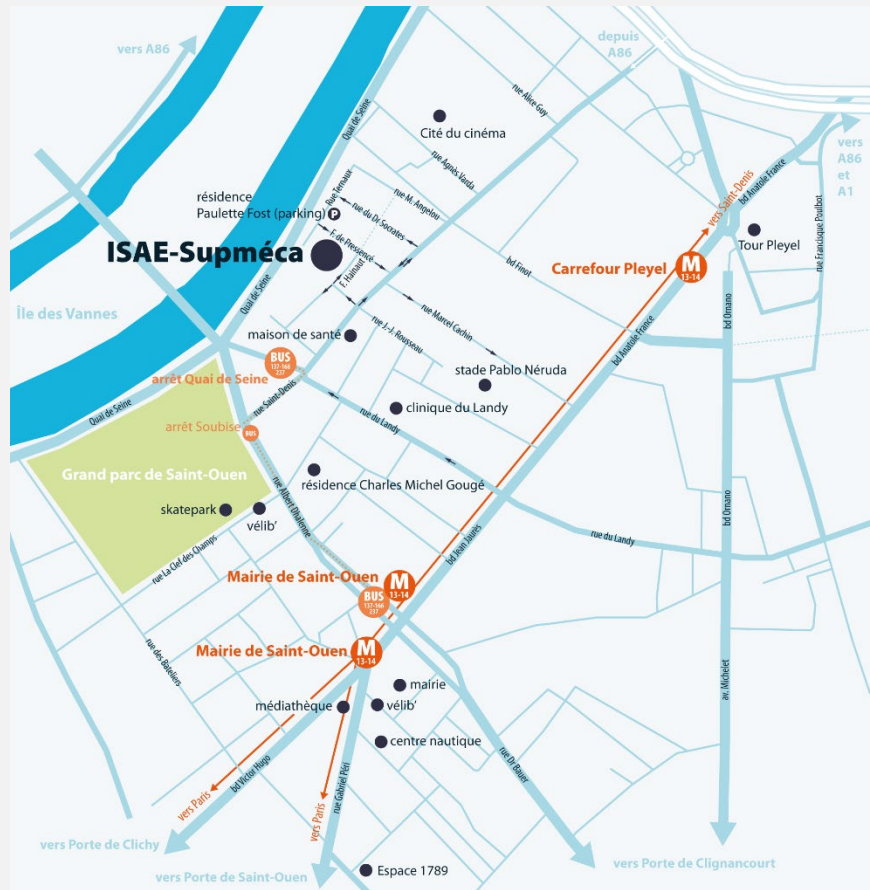 vers A86
depuis
A86
Quai de Seine
rue Alice Guy
Cité du cinéma
vers
A86
et
A1
rue Agnès Varda
bd Anatole France
vers Saint-Denis
résidence
Paulette Fost (parking)
P
Rue Ternaux
rue M. Angelou
rue du Dr Socrates
F. de Pressencé
F. Hainaut
ISAE-Supméca
Tour Pleyel
rue Francisque Poulbot
bd Finot
Carrefour Pleyel
M
13-14
Quai de Seine
Île des Vannes
bd Ornano
rue Marcel Cachin
rue J.-J. Rousseau
maison de santé
bd Anatole France
BUS
137-166
237
arrêt Quai de Seine
stade Pablo Néruda
rue Saint-Denis
Quai de Seine
clinique du Landy
rue du Landy
arrêt Soubise
BUS
Grand parc de Saint-Ouen
résidence Charles Michel Gougé
skatepark
vélib'
rue Albert Dhalenne
bd Ornano
rue du Landy
bd Jean Jaurès
rue La Clef des Champs
Mairie de Saint-Ouen
M
13-14
BUS
137-166
237
rue des Bateliers
Mairie de Saint-Ouen
M
13-14
mairie
av. Michelet
médiathèque
vélib'
centre nautique
rue Dr Bauer
bd Victor Hugo
vers Paris
rue Gabriel Péri
vers Paris
vers Porte de Clichy
vers Porte de Saint-Ouen
Espace 1789
vers Porte de Clignancourt